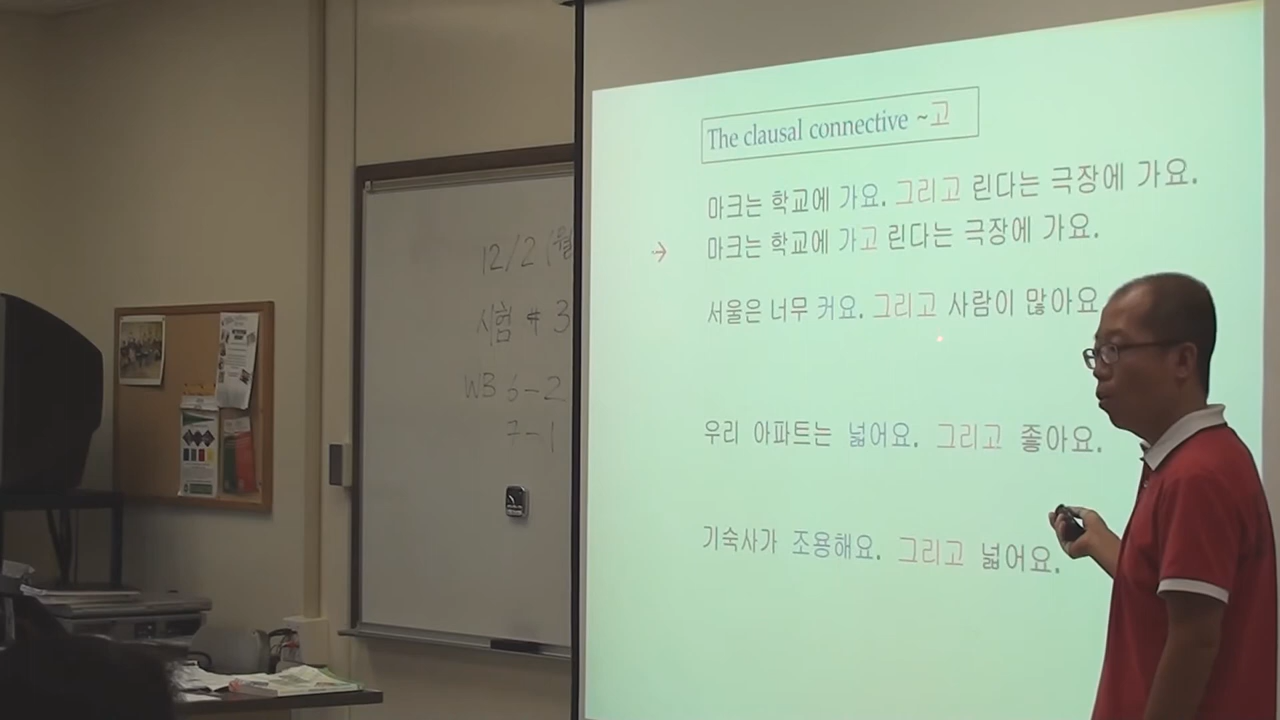 12/2 (월
시험 # 3
WB 6-2
7-1
The clausal connective ~고
마크는 학교에 가요. 그리고 린다는 극장에 가요.
→ 마크는 학교에 가고 린다는 극장에 가요.
서울은 너무 커요. 그리고 사람이 많아요
우리 아파트는 넓어요. 그리고 좋아요.
기숙사가 조용해요. 그리고 넓어요.